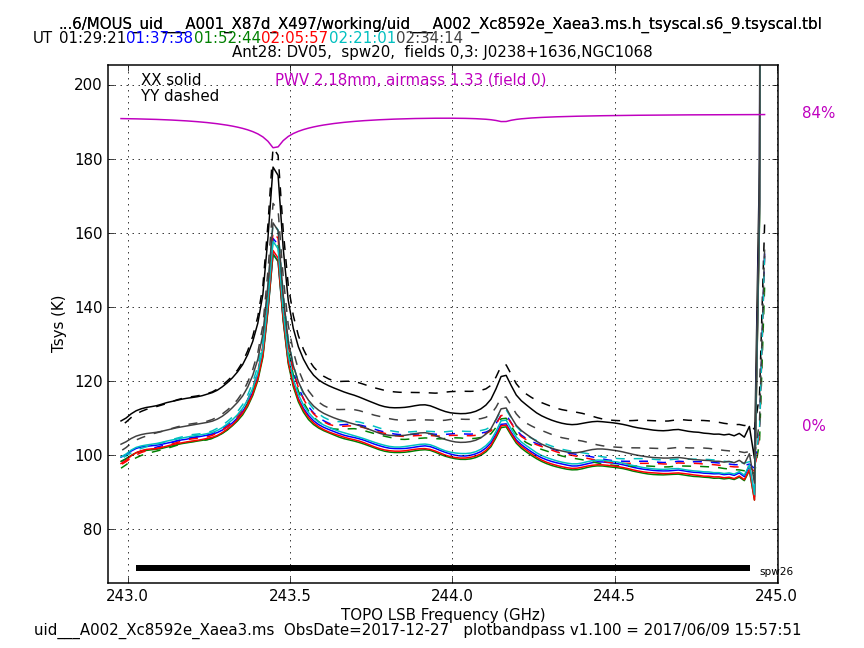 ...6/MOUS_uid___A001_X87d_X497/working/uid___A002_Xc8592e_Xaea3.ms.h_tsyscal.s6_9.tsyscal.tbl
UT 01:29:21 01:37:38 01:52:44 02:05:57 02:21:01 02:34:14
Ant28: DV05, spw20, fields 0,3: J0238+1636,NGC1068
XX solid PWV 2.18mm, airmass 1.33 (field 0)
YY dashed
84%
0%
Tsys (K)
200
180
160
140
120
100
80
spw26
243.0 243.5 244.0 244.5 245.0
TOPO LSB Frequency (GHz)
uid___A002_Xc8592e_Xaea3.ms ObsDate=2017-12-27 plotbandpass v1.100 = 2017/06/09 15:57:51